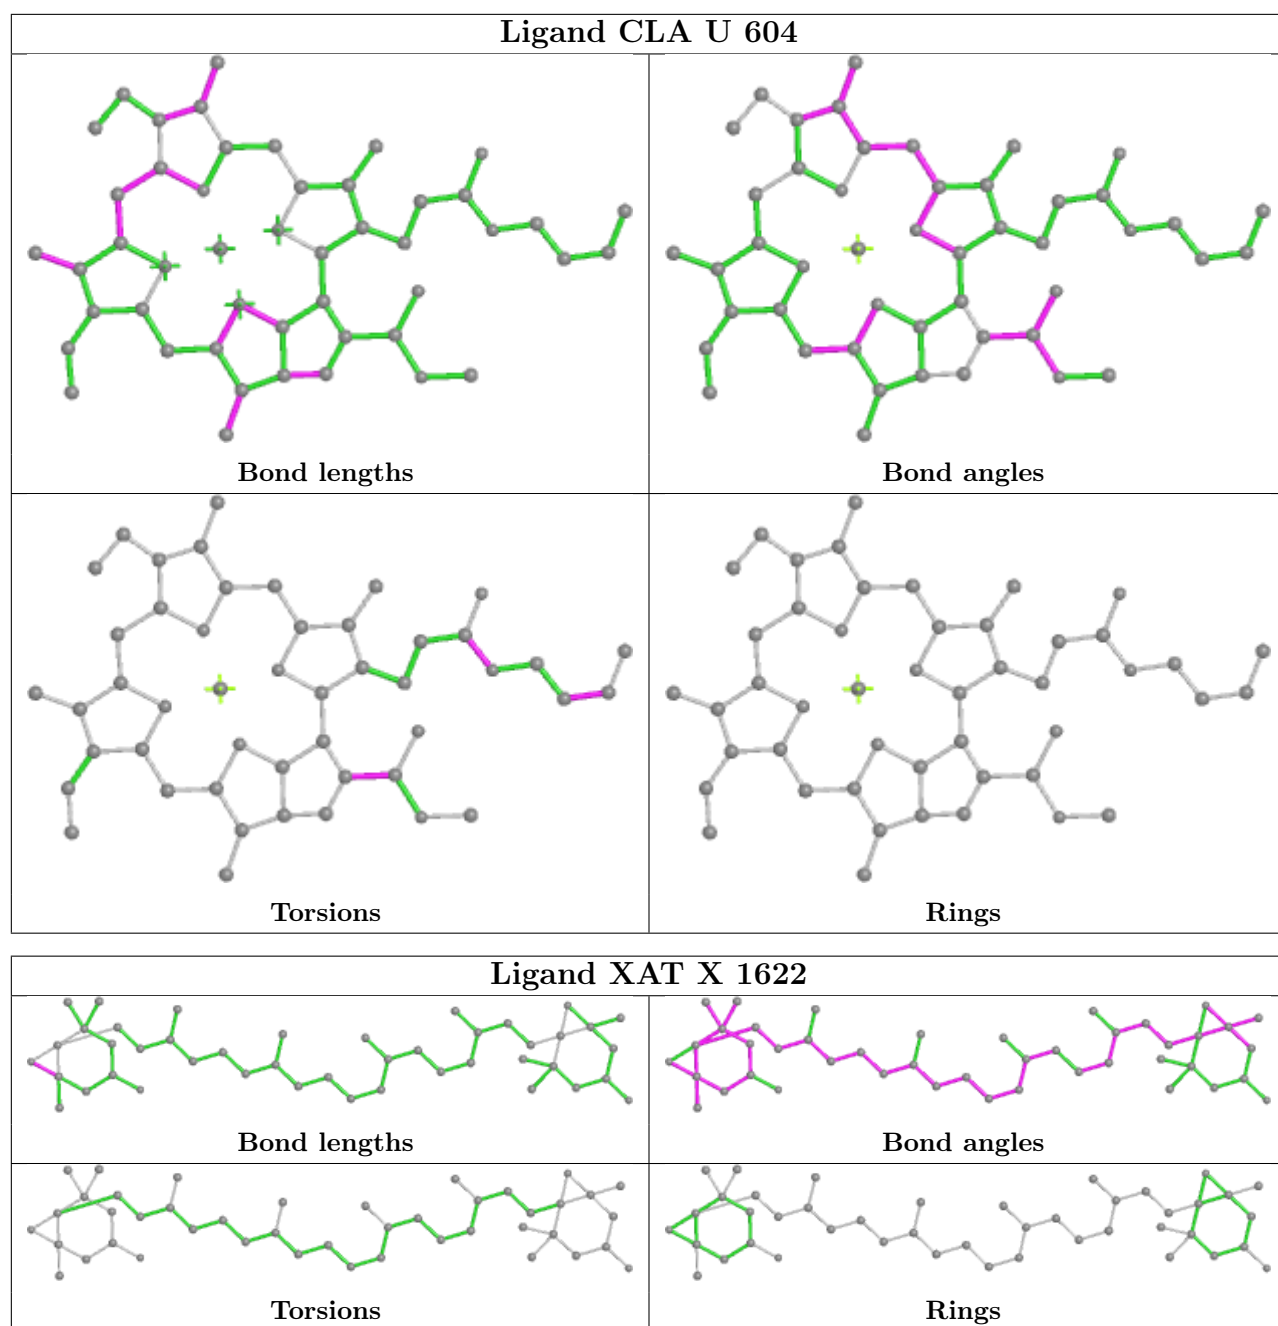 Ligand CLA U 604
Bond lengths
Bond angles
Torsions
Rings
Ligand XAT X 1622
Bond lengths
Bond angles
Torsions
Rings